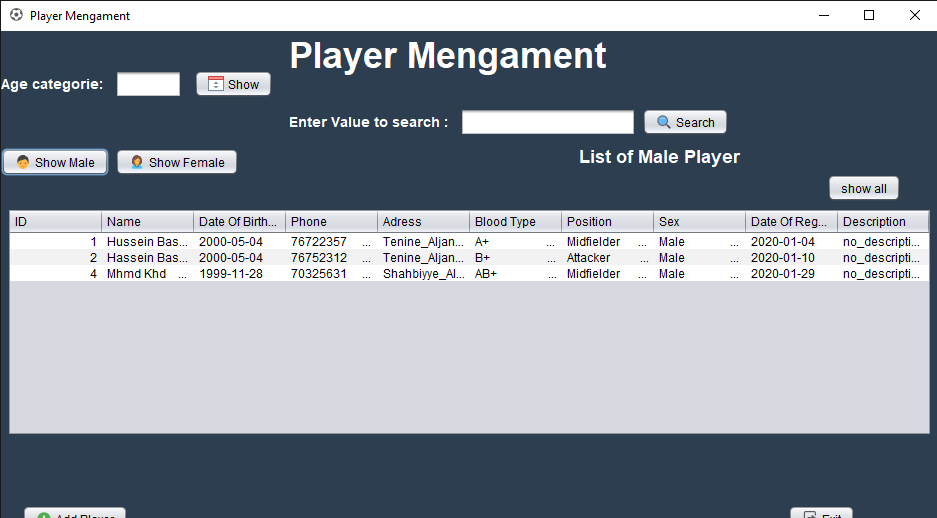 Player Mengament
Player Mengament
Age categorie:
Show
Enter Value to search :
Search
Show Male
Show Female
List of Male Player
show all
ID Name Date Of Birth... Phone Adress Blood Type Position Sex Date Of Reg... Description
1 Hussein Bas... 2000-05-04 76722357 ... Tenine_Aljan... A+ ... Midfielder ... Male ... 2020-01-04 no_descripti...
2 Hassein Bas... 2000-05-04 76752312 ... Tenine_Aljan... B+ ... Attacker ... Male ... 2020-01-10 no_descripti...
4 Mhmd Khd ... 1999-11-28 70325631 ... Shahbiyye_Al... AB+ ... Midfielder ... Male ... 2020-01-29 no_descripti...
Add Player
Exit